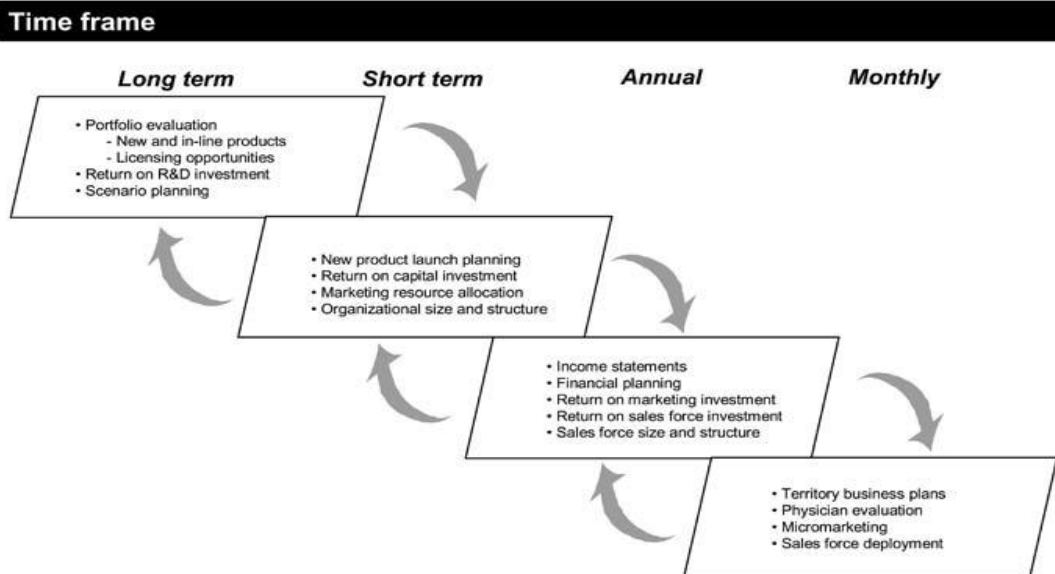 Time frame
Long term
Short term
Annual
Monthly
• Portfolio evaluation
- New and in-line products
- Licensing opportunities
• Return on R&D investment
• Scenario planning
• New product launch planning
• Return on capital investment
• Marketing resource allocation
• Organizational size and structure
• Income statements
• Financial planning
• Return on marketing investment
• Return on sales force investment
• Sales force size and structure
• Territory business plans
• Physician evaluation
• Micromarketing
• Sales force deployment